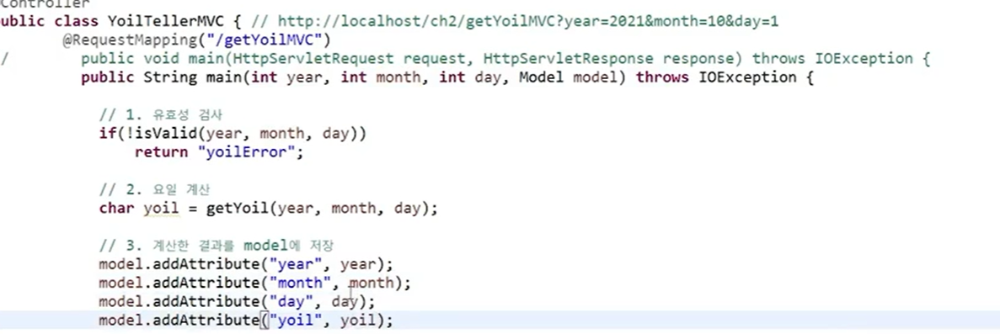 Controller
ublic class YoilTellerMVC { // http://localhost/ch2/getYoilMVC?year=2021&month=10&day=1
@RequestMapping("/getYoilMVC")
/ public void main(HttpServletRequest request, HttpServletResponse response) throws IOException {
public String main(int year, int month, int day, Model model) throws IOException {
// 1. 유효성 검사
if(!isValid(year, month, day))
return "yoilError";
// 2. 요일 계산
char yoil = getYoil(year, month, day);
// 3. 계산한 결과를 model에 저장
model.addAttribute("year", year);
model.addAttribute("month", month);
model.addAttribute("day", day);
model.addAttribute("yoil", yoil);